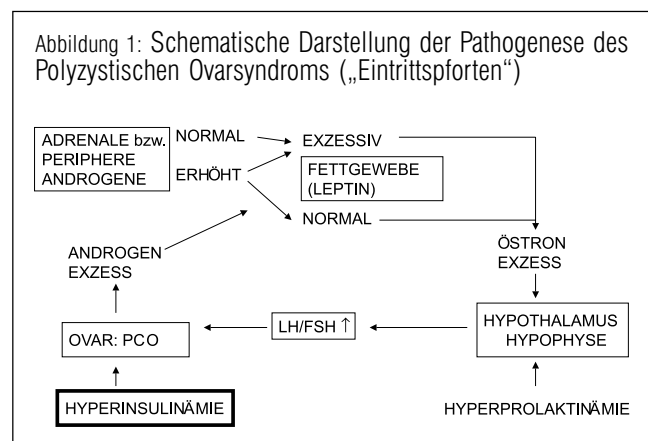 Abbildung 1: Schematische Darstellung der Pathogenese des
Polyzystischen Ovarsyndroms („Eintrittspforten“)
ADRENALE bzw.
PERIPHERE
ANDROGENE
NORMAL
ERHÖHT
EXZESSIV
FETTGEWEBE
(LEPTIN)
NORMAL
ANDROGEN
EXZESS
ÖSTRON
EXZESS
OVAR: PCO
LH/FSH ↑
HYPOTHALAMUS
HYPOPHYSE
HYPERINSULINÄMIE
HYPERPROLAKTINÄMIE